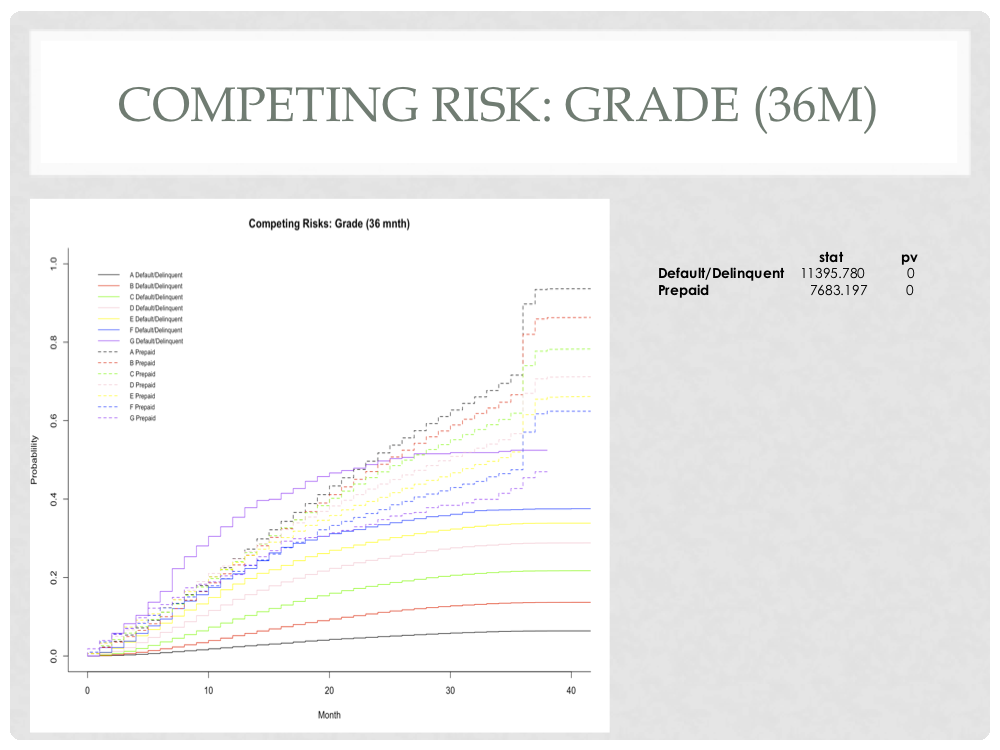 COMPETING RISK: GRADE (36M)
Competing Risks: Grade (36 mnth)
1.0
0.8
0.6
0.4
0.2
0.0
Probability
A Default/Delinquent
B Default/Delinquent
C Default/Delinquent
D Default/Delinquent
E Default/Delinquent
F Default/Delinquent
G Default/Delinquent
A Prepaid
B Prepaid
C Prepaid
D Prepaid
E Prepaid
F Prepaid
G Prepaid
0 10 20 30 40
Month
stat pv
Default/Delinquent 11395.780 0
Prepaid 7683.197 0